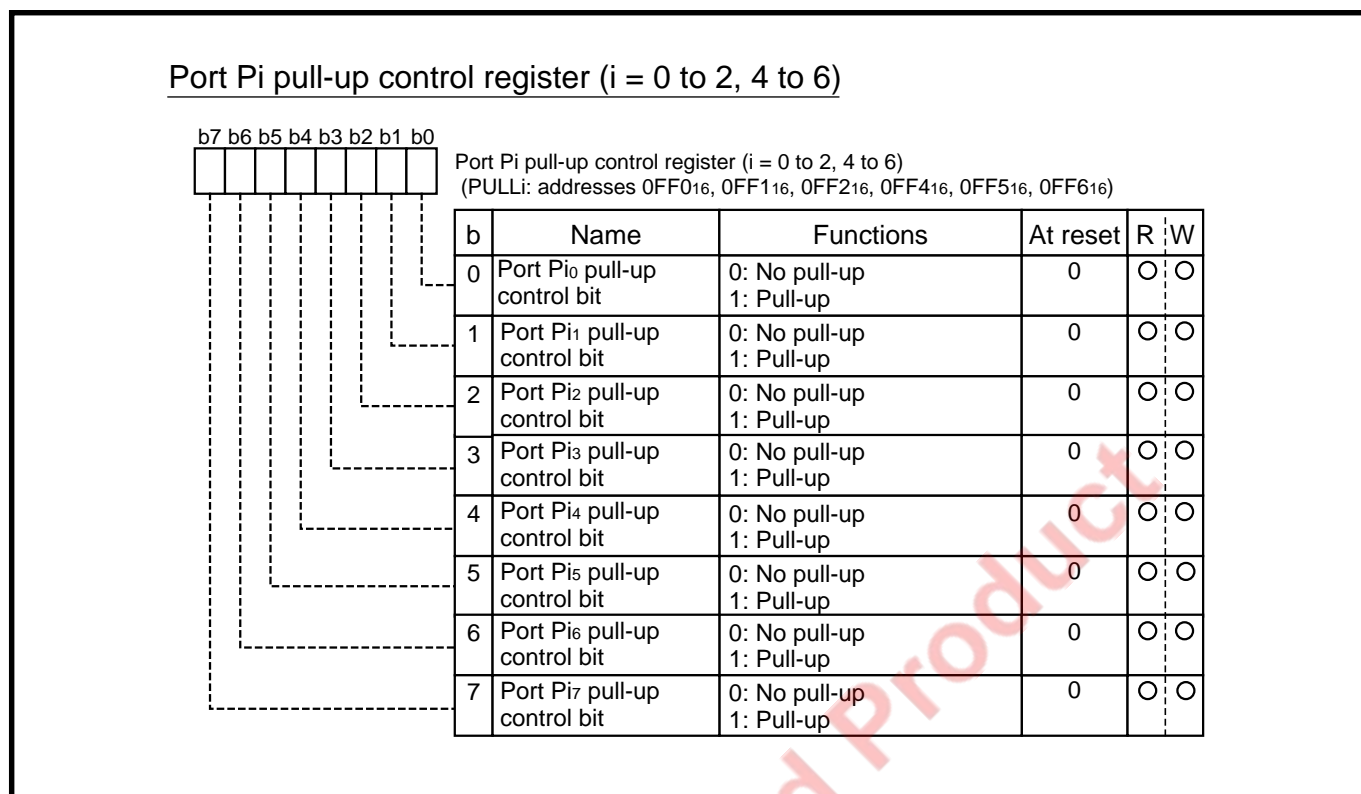 Port Pi pull-up control register (i = 0 to 2, 4 to 6)
b7 b6 b5 b4 b3 b2 b1 b0
Port Pi pull-up control register (i = 0 to 2, 4 to 6)
(PULLi: addresses 0FF016, 0FF116, 0FF216, 0FF416, 0FF516, 0FF616)
b Name Functions At reset R W
0 Port Pi0 pull-up 0: No pull-up 0 O O
control bit 1: Pull-up
1 Port Pi1 pull-up 0: No pull-up 0 O O
control bit 1: Pull-up
2 Port Pi2 pull-up 0: No pull-up 0 O O
control bit 1: Pull-up
3 Port Pi3 pull-up 0: No pull-up 0 O O
control bit 1: Pull-up
4 Port Pi4 pull-up 0: No pull-up 0 O O
control bit 1: Pull-up
5 Port Pi5 pull-up 0: No pull-up 0 O O
control bit 1: Pull-up
6 Port Pi6 pull-up 0: No pull-up 0 O O
control bit 1: Pull-up
7 Port Pi7 pull-up 0: No pull-up 0 O O
control bit 1: Pull-up
Product